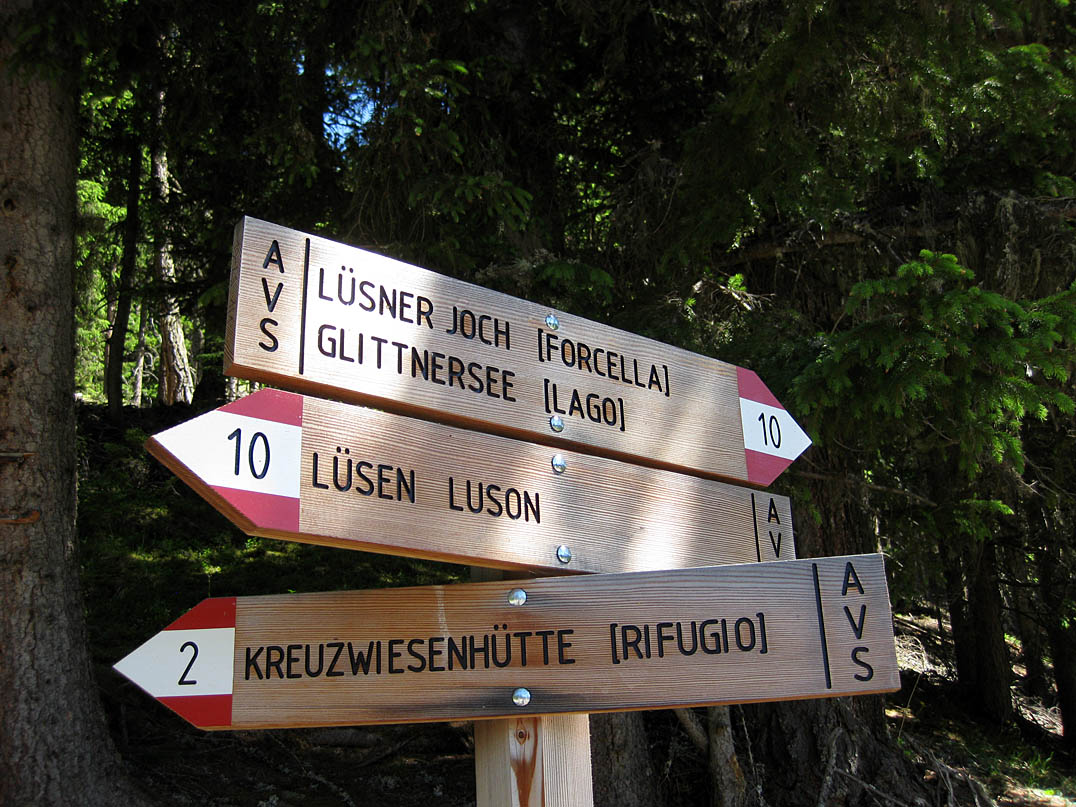 AVS
LÜSNER JOCH [FORCELLA]
GLITTNERSEE [LAGO]
10
10
LÜSEN LUSON
AV
2
KREUZWIESENHÜTTE [RIFUGIO]
AVS